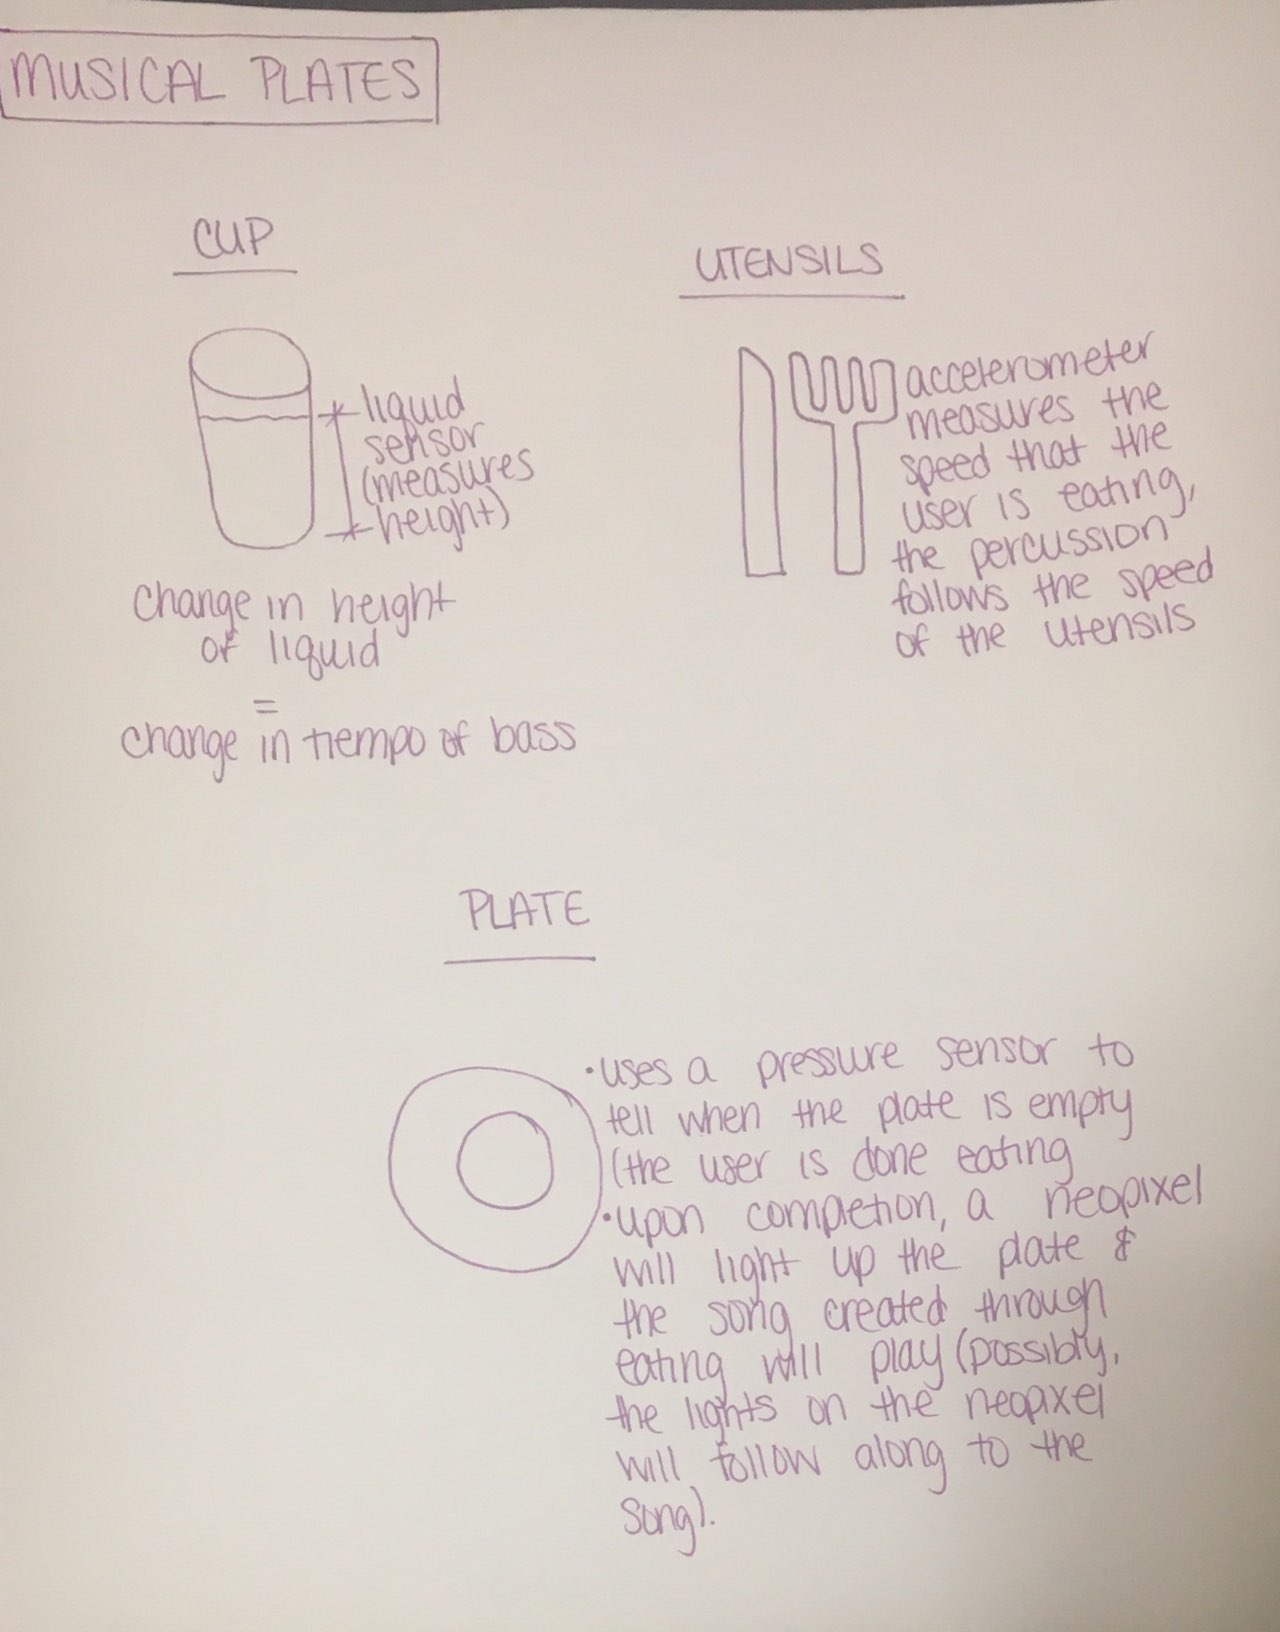 MUSICAL PLATES
CUP
liquid
sensor
(measures
height)
change in height
of liquid
=
change in tiempo of bass
UTENSILS
accelerometer
measures the
speed that the
user is eating,
the percussion
follows the speed
of the utensils
PLATE
•uses a pressure sensor to
tell when the plate is empty
(the user is done eating
•upon completion, a neopixel
will light up the plate &
the song created through
eating will play (possibly,
the lights on the neopixel
will follow along to the
song).